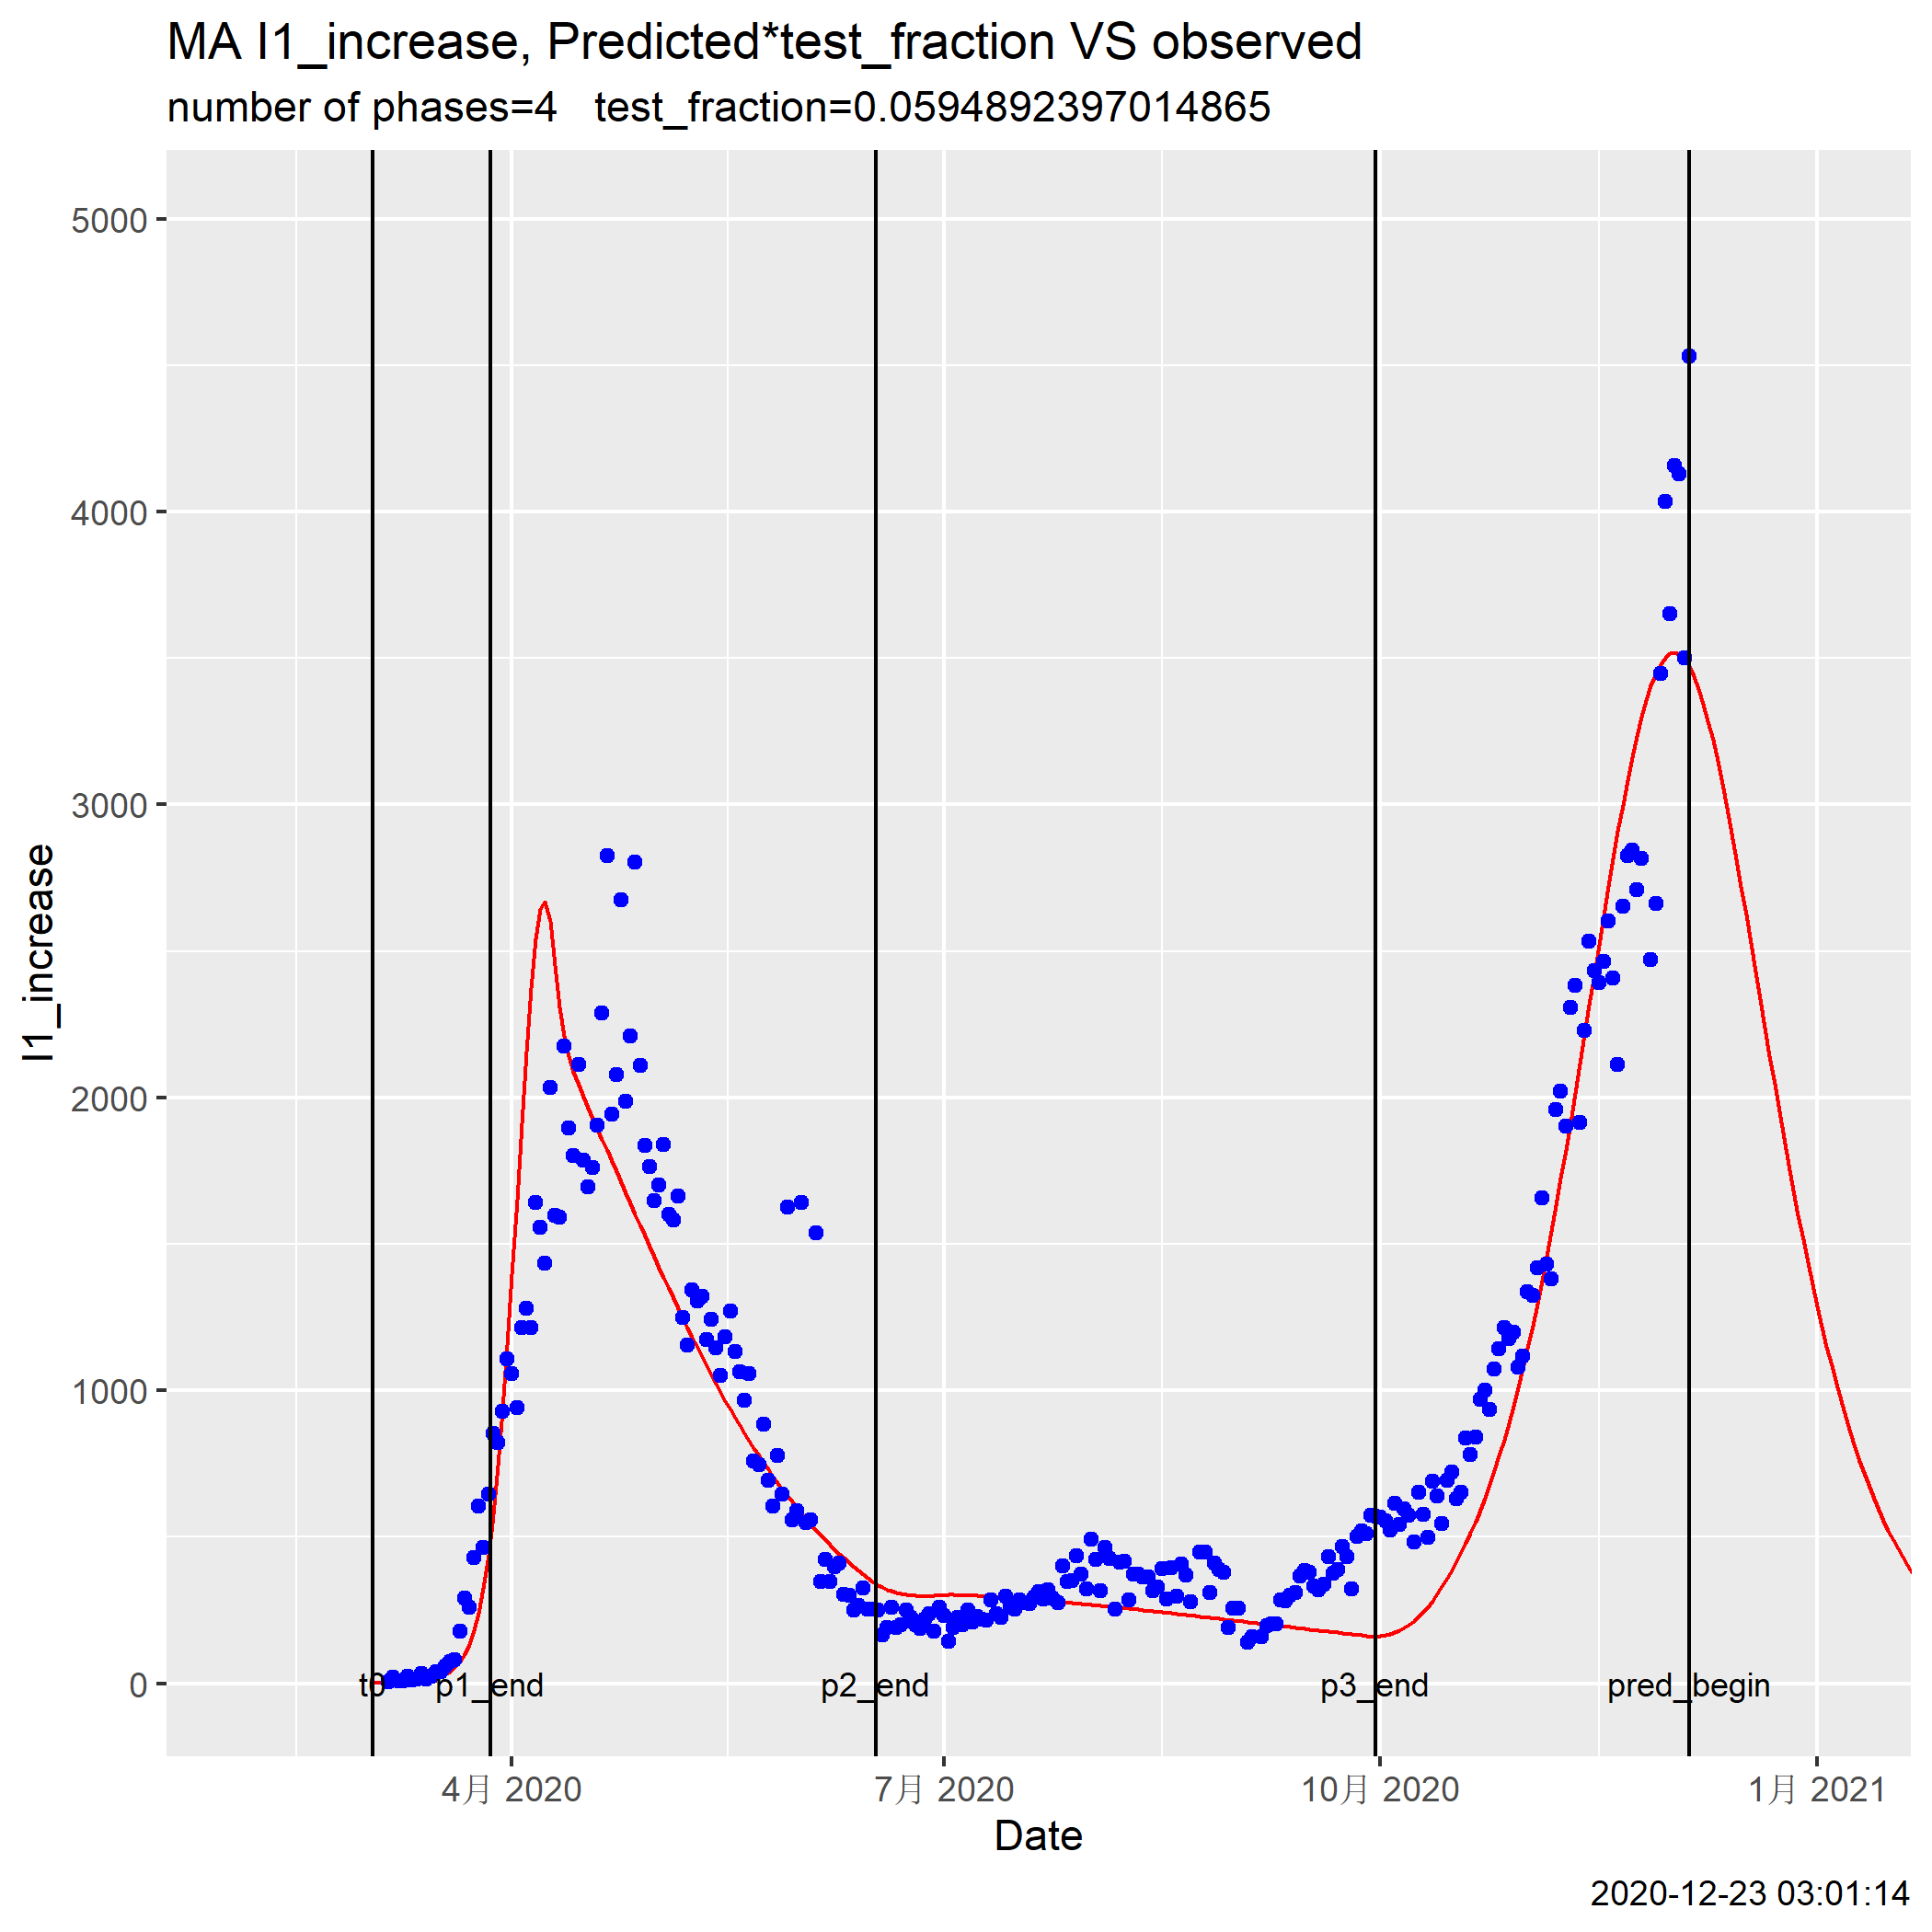 MA I1_increase, Predicted*test_fraction VS observed
number of phases=4 test_fraction=0.0594892397014865
5000
4000
3000
2000
1000
0
I1_increase
t0
p1_end
p2_end
p3_end
pred_begin
4月 2020
7月 2020
10月 2020
1月 2021
Date
2020-12-23 03:01:14